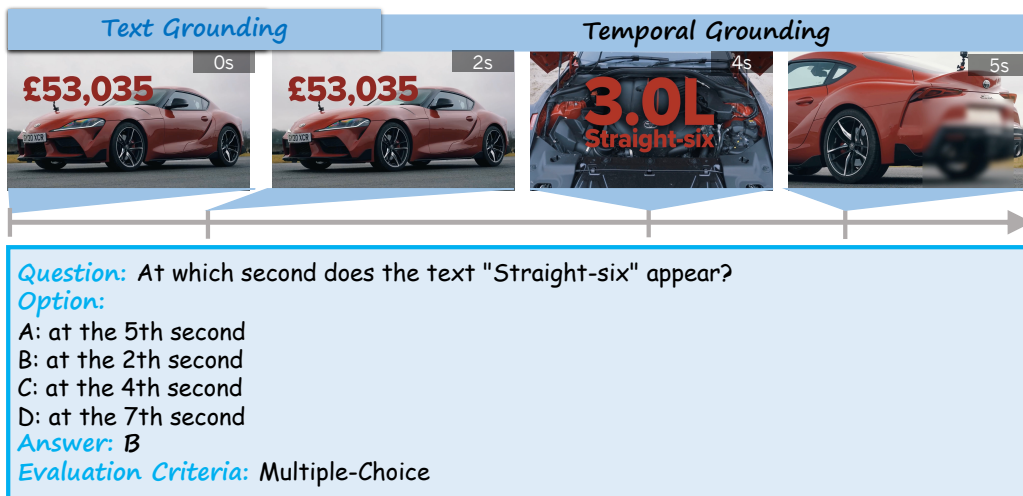 Text Grounding
Temporal Grounding
0s
2s
4s
5s
£53,035
£53,035
3.0L
Straight-six
Question: At which second does the text "Straight-six" appear?
Option:
A: at the 5th second
B: at the 2th second
C: at the 4th second
D: at the 7th second
Answer: B
Evaluation Criteria: Multiple-Choice